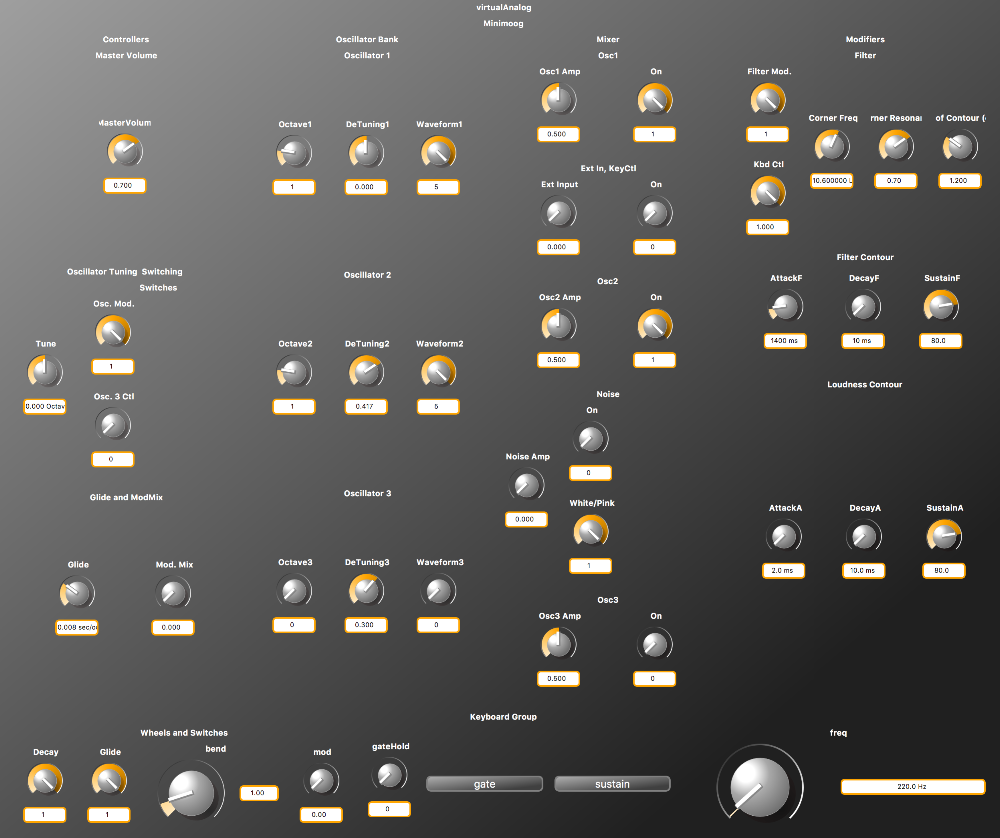 virtualAnalog
Minimoog
Controllers
Master Volume
MasterVolum
0.700
Oscillator Tuning Switching
Switches
Osc. Mod.
1
Tune
0.000 Octav
Osc. 3 Ctl
0
Glide and ModMix
Glide
0.008 sec/oc
Mod. Mix
0.000
Oscillator Bank
Oscillator 1
Octave1
1
DeTuning1
0.000
Waveform1
5
Oscillator 2
Octave2
1
DeTuning2
0.417
Waveform2
5
Oscillator 3
Octave3
0
DeTuning3
0.300
Waveform3
0
Mixer
Osc1
Osc1 Amp
0.500
On
1
Ext In, KeyCtl
Ext Input
0.000
On
0
Osc2
Osc2 Amp
0.500
On
1
Noise
On
0
Noise Amp
0.000
White/Pink
1
Osc3
Osc3 Amp
0.500
On
0
Modifiers
Filter
Filter Mod.
1
Kbd Ctl
1.000
Corner Freq
10.600000 L
rner Resonar
0.70
of Contour (
1.200
Filter Contour
AttackF
1400 ms
DecayF
10 ms
SustainF
80.0
Loudness Contour
AttackA
2.0 ms
DecayA
10.0 ms
SustainA
80.0
Keyboard Group
Wheels and Switches
Decay
1
Glide
1
bend
1.00
mod
0.00
gateHold
0
gate
sustain
freq
220.0 Hz